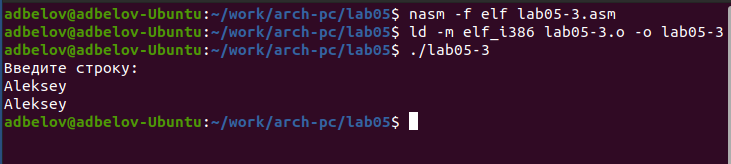 adbelov@adbelov-Ubuntu:~/work/arch-pc/lab05$ nasm -f elf lab05-3.asm
adbelov@adbelov-Ubuntu:~/work/arch-pc/lab05$ ld -m elf_i386 lab05-3.o -o lab05-3
adbelov@adbelov-Ubuntu:~/work/arch-pc/lab05$ ./lab05-3
Введите строку:
Aleksey
Aleksey
adbelov@adbelov-Ubuntu:~/work/arch-pc/lab05$